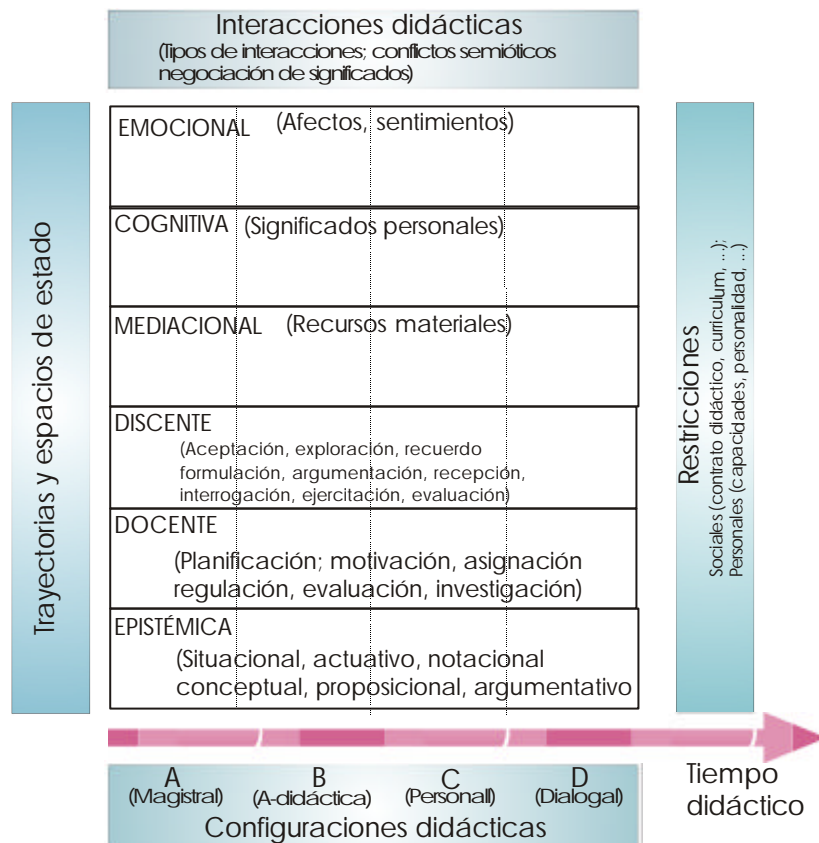 Interacciones didácticas
(Tipos de interacciones; conflictos semióticos
negociación de significados)
Trayectorias y espacios de estado
EMOCIONAL (Afectos, sentimientos)
COGNITIVA (Significados personales)
MEDIACIONAL (Recursos materiales)
DISCENTE
(Aceptación, exploración, recuerdo
formulación, argumentación, recepción,
interrogación, ejercitación, evaluación)
DOCENTE
(Planificación; motivación, asignación
regulación, evaluación, investigación)
EPISTÉMICA
(Situacional, actuativo, notacional
conceptual, proposicional, argumentativo
Restricciones
Sociales (contrato didáctico, curriculum, ...);
Personales (capacidades, personalidad, ...)
A
(Magistral)
B
(A-didáctica)
C
(Personall)
D
(Dialogal)
Configuraciones didácticas
Tiempo
didáctico